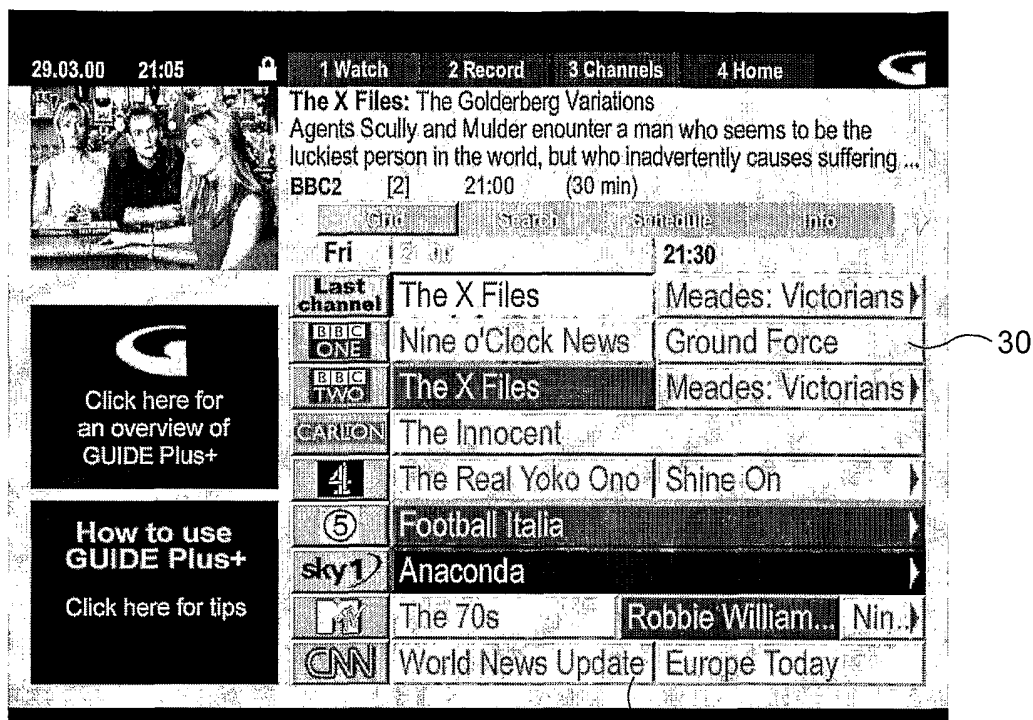 29.03.00 21:05 1 Watch 2 Record 3 Channels 4 Home
The X Files: The Golderberg Variations
Agents Scully and Mulder enounter a man who seems to be the
luckiest person in the world, but who inadvertently causes suffering ...
BBC2 [2] 21:00 (30 min)
Grid Search Schedule Info
Fri 21:30
Last channel The X Files Meades: Victorians
BBC ONE Nine o'Clock News Ground Force
30
BBC TWO The X Files Meades: Victorians
CARLON The Innocent
4 The Real Yoko Ono Shine On
5 Football Italia
sky1 Anaconda
MTV The 70s Robbie William... Nin..
CNN World News Update Europe Today
Click here for
an overview of
GUIDE Plus+
How to use
GUIDE Plus+
Click here for tips